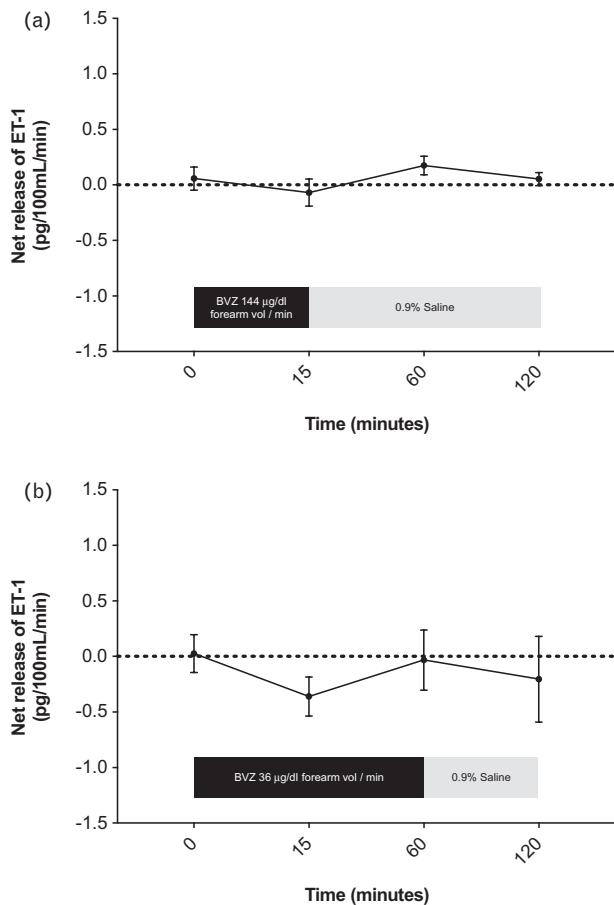 (a)
Net release of ET-1
(pg/100mL/min)
1.5
1.0
0.5
0.0
-0.5
-1.0
-1.5
BVZ 144 µg/dl
forearm vol / min
0.9% Saline
0
15
60
120
Time (minutes)
(b)
Net release of ET-1
(pg/100mL/min)
1.5
1.0
0.5
0.0
-0.5
-1.0
-1.5
BVZ 36 µg/dl forearm vol / min
0.9% Saline
0
15
60
120
Time (minutes)